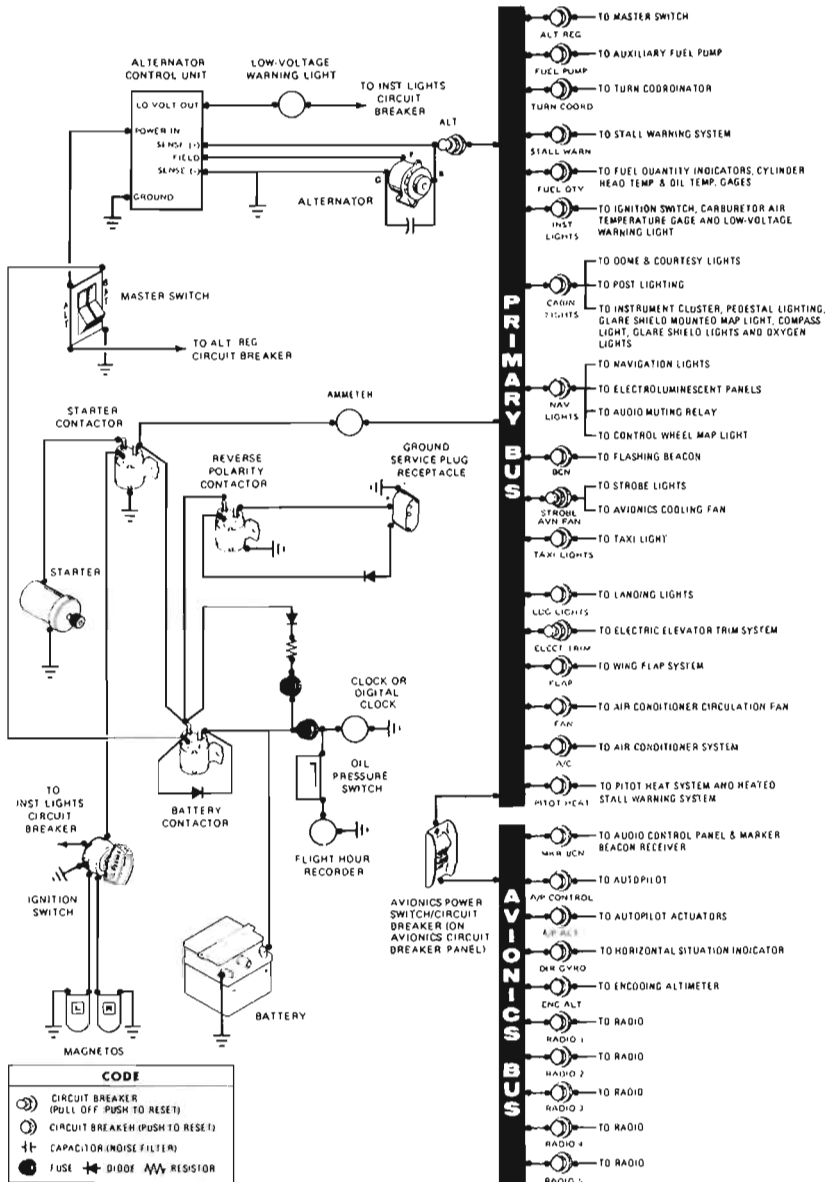 ALTERNATOR
CONTROL UNIT
LOW-VOLTAGE
WARNING LIGHT
TO INST LIGHTS
CIRCUIT
BREAKER
LO VOLT OUT
POWER IN
SENSE (+)
FIELD
SENSE (-)
GROUND
ALT
F
G
B
ALTERNATOR
ALT
BAT
MASTER SWITCH
TO ALT REG
CIRCUIT BREAKER
AMMETER
STARTER
CONTACTOR
REVERSE
POLARITY
CONTACTOR
GROUND
SERVICE PLUG
RECEPTACLE
STARTER
CLOCK OR
DIGITAL
CLOCK
OIL
PRESSURE
SWITCH
BATTERY
CONTACTOR
FLIGHT HOUR
RECORDER
TO
INST LIGHTS
CIRCUIT
BREAKER
IGNITION
SWITCH
L
R
MAGNETOS
BATTERY
AVIONICS POWER
SWITCH/CIRCUIT
BREAKER (ON
AVIONICS CIRCUIT
BREAKER PANEL)
PRIMARY BUS
TO MASTER SWITCH
ALT REG
TO AUXILIARY FUEL PUMP
FUEL PUMP
TO TURN COORDINATOR
TURN COORD
TO STALL WARNING SYSTEM
STALL WARN
TO FUEL QUANTITY INDICATORS, CYLINDER
HEAD TEMP & OIL TEMP. GAGES
FUEL QTY
TO IGNITION SWITCH, CARBURETOR AIR
TEMPERATURE GAGE AND LOW-VOLTAGE
WARNING LIGHT
INST
LIGHTS
TO DOME & COURTESY LIGHTS
TO POST LIGHTING
CABIN
LIGHTS
TO INSTRUMENT CLUSTER, PEDESTAL LIGHTING,
GLARE SHIELD MOUNTED MAP LIGHT, COMPASS
LIGHT, GLARE SHIELD LIGHTS AND OXYGEN
LIGHTS
TO NAVIGATION LIGHTS
TO ELECTROLUMINESCENT PANELS
NAV
LIGHTS
TO AUDIO MUTING RELAY
TO CONTROL WHEEL MAP LIGHT
TO FLASHING BEACON
BCN
TO STROBE LIGHTS
TO AVIONICS COOLING FAN
STROBE
AVN FAN
TO TAXI LIGHT
TAXI LIGHTS
TO LANDING LIGHTS
LDG LIGHTS
TO ELECTRIC ELEVATOR TRIM SYSTEM
ELECT TRIM
TO WING FLAP SYSTEM
FLAP
TO AIR CONDITIONER CIRCULATION FAN
FAN
TO AIR CONDITIONER SYSTEM
A/C
TO PITOT HEAT SYSTEM AND HEATED
STALL WARNING SYSTEM
PITOT HEAT
AVIONICS BUS
TO AUDIO CONTROL PANEL & MARKER
BEACON RECEIVER
MKR BCN
TO AUTOPILOT
A/P CONTROL
TO AUTOPILOT ACTUATORS
TO HORIZONTAL SITUATION INDICATOR
DIR GYRO
TO ENCODING ALTIMETER
ENC ALT
TO RADIO
RADIO 1
TO RADIO
RADIO 2
TO RADIO
RADIO 3
TO RADIO
RADIO 4
TO RADIO
RADIO 5
CODE
CIRCUIT BREAKER
(PULL OFF PUSH TO RESET)
CIRCUIT BREAKER (PUSH TO RESET)
CAPACITOR (NOISE FILTER)
FUSE DIODE RESISTOR